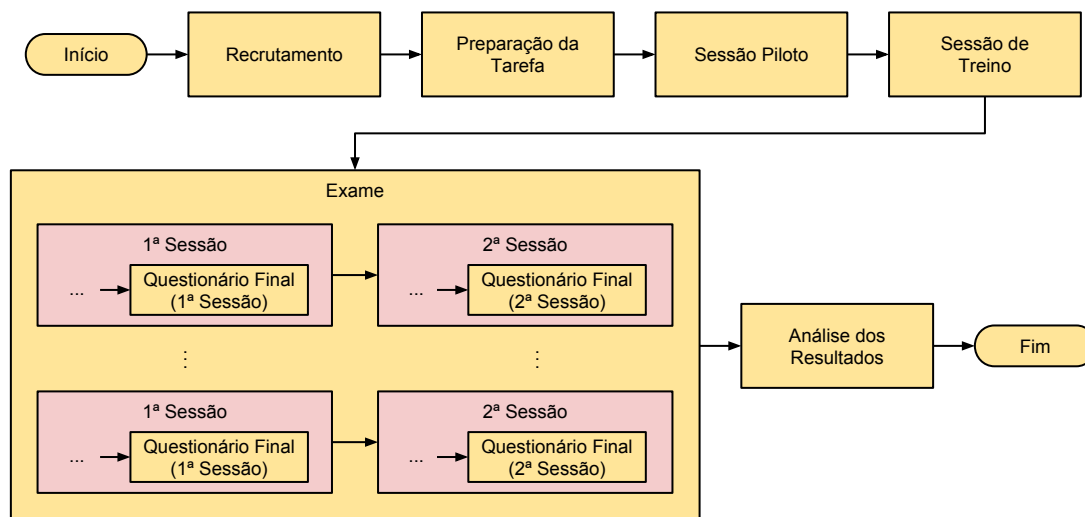 Início
Recrutamento
Preparação da
Tarefa
Sessão Piloto
Sessão de
Treino
Exame
1ª Sessão
...
Questionário Final
(1ª Sessão)
2ª Sessão
...
Questionário Final
(2ª Sessão)
...
...
1ª Sessão
...
Questionário Final
(1ª Sessão)
2ª Sessão
...
Questionário Final
(2ª Sessão)
Análise dos
Resultados
Fim